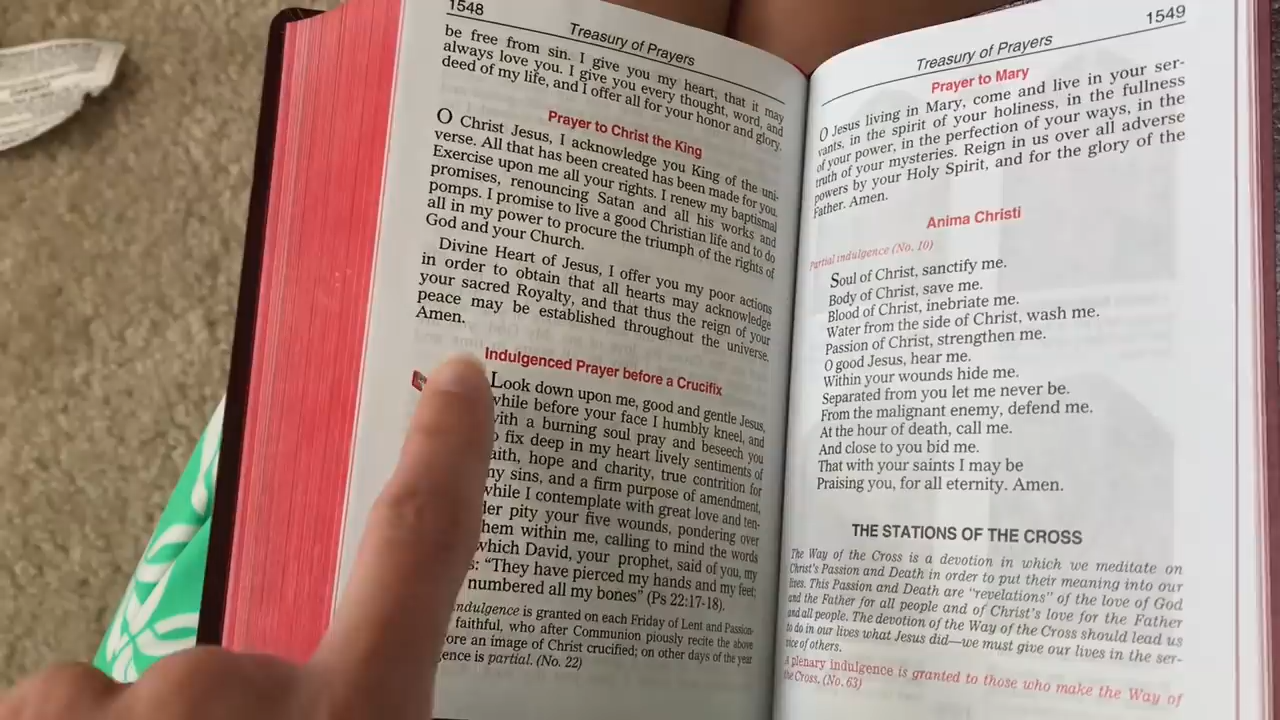 1548
Treasury of Prayers
be free from sin. I give you my heart, that it may
always love you. I give you every thought, word, and
deed of my life, and I offer all for your honor and glory.
Prayer to Christ the King
O Christ Jesus, I acknowledge you King of the uni-
verse. All that has been created has been made for you.
Exercise upon me all your rights. I renew my baptismal
promises, renouncing Satan and all his works and
pomps. I promise to live a good Christian life and to do
all in my power to procure the triumph of the rights of
God and your Church.
Divine Heart of Jesus, I offer you my poor actions
in order to obtain that all hearts may acknowledge
your sacred Royalty, and that thus the reign of your
peace may be established throughout the universe.
Amen.
Indulgenced Prayer before a Crucifix
Look down upon me, good and gentle Jesus,
while before your face I humbly kneel, and
with a burning soul pray and beseech you
fix deep in my heart lively sentiments of
faith, hope and charity, true contrition for
my sins, and a firm purpose of amendment,
while I contemplate with great love and ten-
der pity your five wounds, pondering over
them within me, calling to mind the words
which David, your prophet, said of you, my
"They have pierced my hands and my feet;
numbered all my bones" (Ps 22:17-18).
indulgence is granted on each Friday of Lent and Passion-
faithful, who after Communion piously recite the above
an image of Christ crucified; on other days of the year
is partial. (No. 22)
1549
Treasury of Prayers
Prayer to Mary
O Jesus living in Mary, come and live in your ser-
vants, in the spirit of your holiness, in the fullness
of your power, in the perfection of your ways, in the
truth of your mysteries. Reign in us over all adverse
powers by your Holy Spirit, and for the glory of the
Father. Amen.
Anima Christi
Partial indulgence (No. 10)
Soul of Christ, sanctify me.
Body of Christ, save me.
Blood of Christ, inebriate me.
Water from the side of Christ, wash me.
Passion of Christ, strengthen me.
O good Jesus, hear me.
Within your wounds hide me.
Separated from you let me never be.
From the malignant enemy, defend me.
At the hour of death, call me.
And close to you bid me.
That with your saints I may be
Praising you, for all eternity. Amen.
THE STATIONS OF THE CROSS
The Way of the Cross is a devotion in which we meditate on
Christ's Passion and Death in order to put their meaning into our
lives. This Passion and Death are "revelations" of the love of God
and the Father for all people and of Christ's love for the Father
and all people. The devotion of the Way of the Cross should lead us
to do in our lives what Jesus did—we must give our lives in the ser-
vice of others.
A plenary indulgence is granted to those who make the Way of
the Cross. (No. 63)